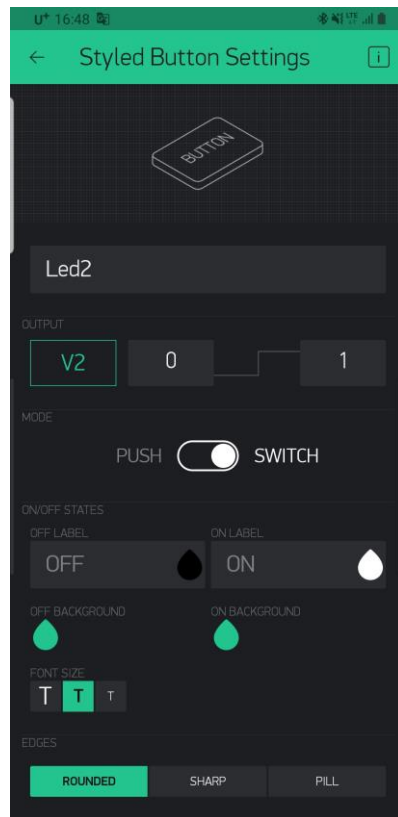 U+ 16:48
LTE
Styled Button Settings
i
BUTTON
Led2
OUTPUT
V2 0 1
MODE
PUSH SWITCH
ON/OFF STATES
OFF LABEL ON LABEL
OFF ON
OFF BACKGROUND ON BACKGROUND
FONT SIZE
T T T
EDGES
ROUNDED SHARP PILL